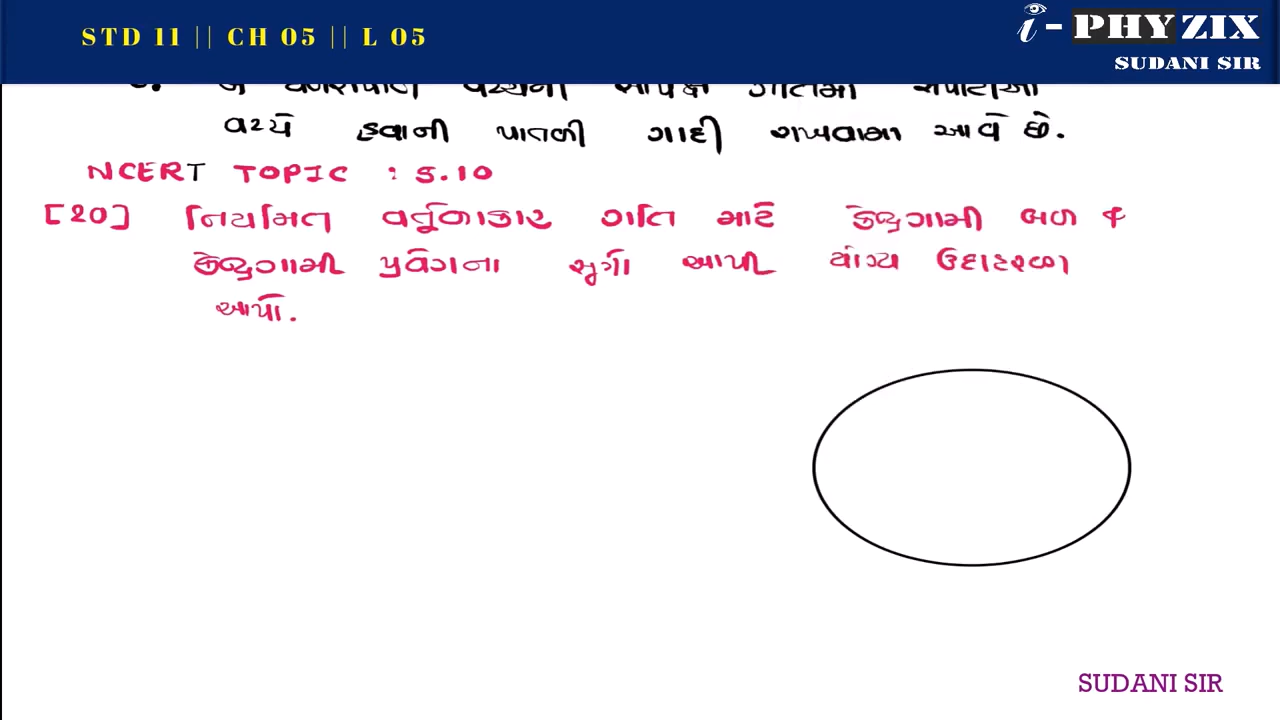 STD 11 || CH 05 || L 05
i - PHYZIX
SUDANI SIR
વચ્ચે હવાની પાતળી ગાદી રાખવામાં આવે છે.
NCERT TOPIC : 5.10
[20] નિયમિત વર્તુળાકાર ગતિ માટે કેન્દ્રગામી બળ ક
કેન્દ્રગામી પ્રવેગના સૂત્રો આપી યોગ્ય ઉદાહરણ
આપો.
SUDANI SIR